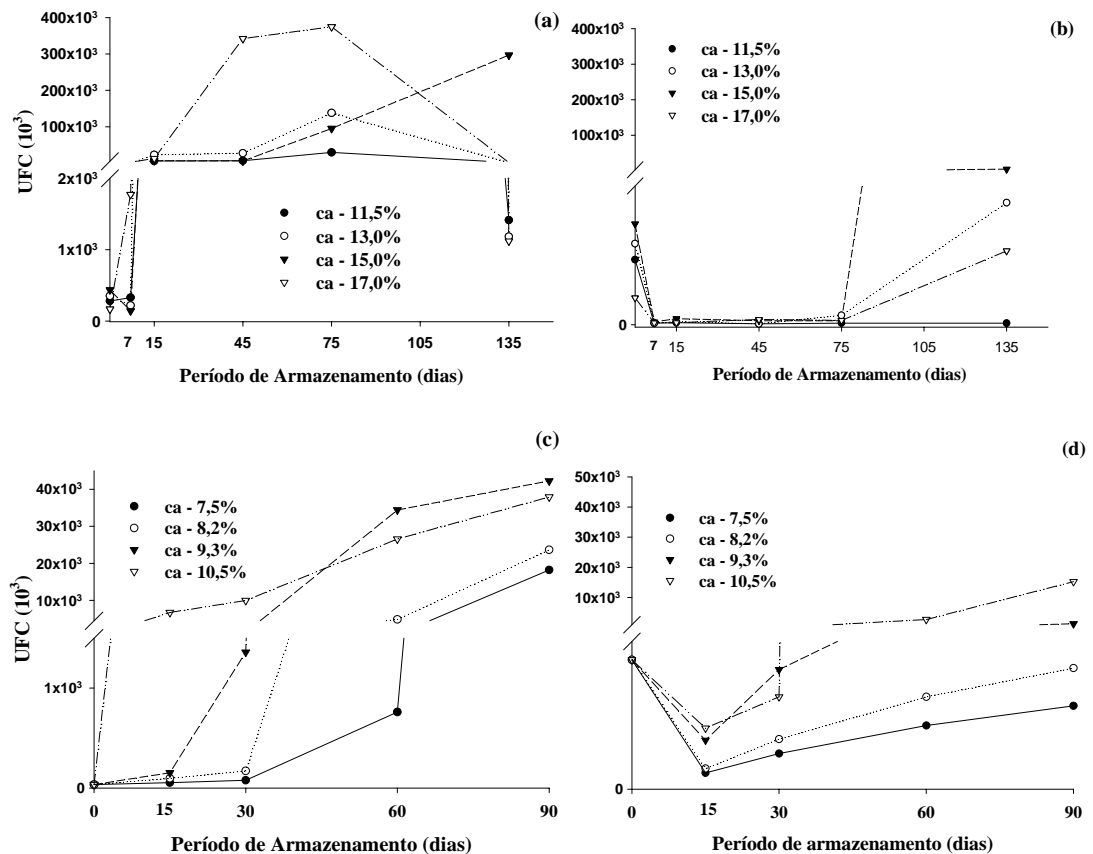 (a)
400x10³
300x10³
200x10³
100x10³
2x10³
1x10³
0
UFC (10³)
ca - 11,5%
ca - 13,0%
ca - 15,0%
ca - 17,0%
7 15 45 75 105 135
Período de Armazenamento (dias)
(b)
400x10³
300x10³
200x10³
100x10³
0
ca - 11,5%
ca - 13,0%
ca - 15,0%
ca - 17,0%
7 15 45 75 105 135
Período de Armazenamento (dias)
(c)
40x10³
30x10³
20x10³
10x10³
1x10³
0
UFC (10³)
ca - 7,5%
ca - 8,2%
ca - 9,3%
ca - 10,5%
0 15 30 60 90
Período de Armazenamento (dias)
(d)
50x10³
40x10³
30x10³
20x10³
10x10³
0
ca - 7,5%
ca - 8,2%
ca - 9,3%
ca - 10,5%
0 15 30 60 90
Período de armazenamento (dias)